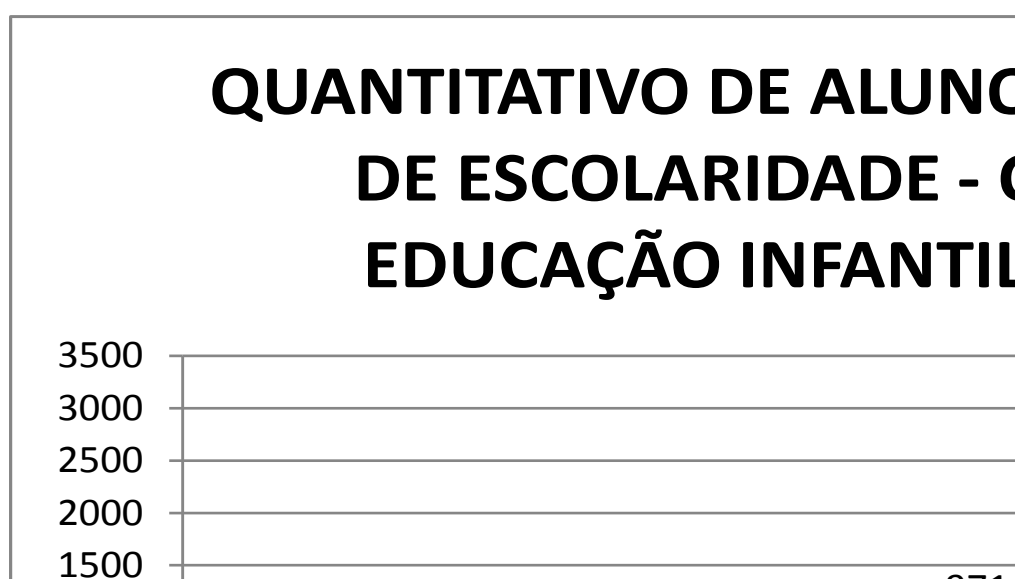 QUANTITATIVO DE ALUNO
DE ESCOLARIDADE -
EDUCAÇÃO INFANTIL
3500
3000
2500
2000
1500